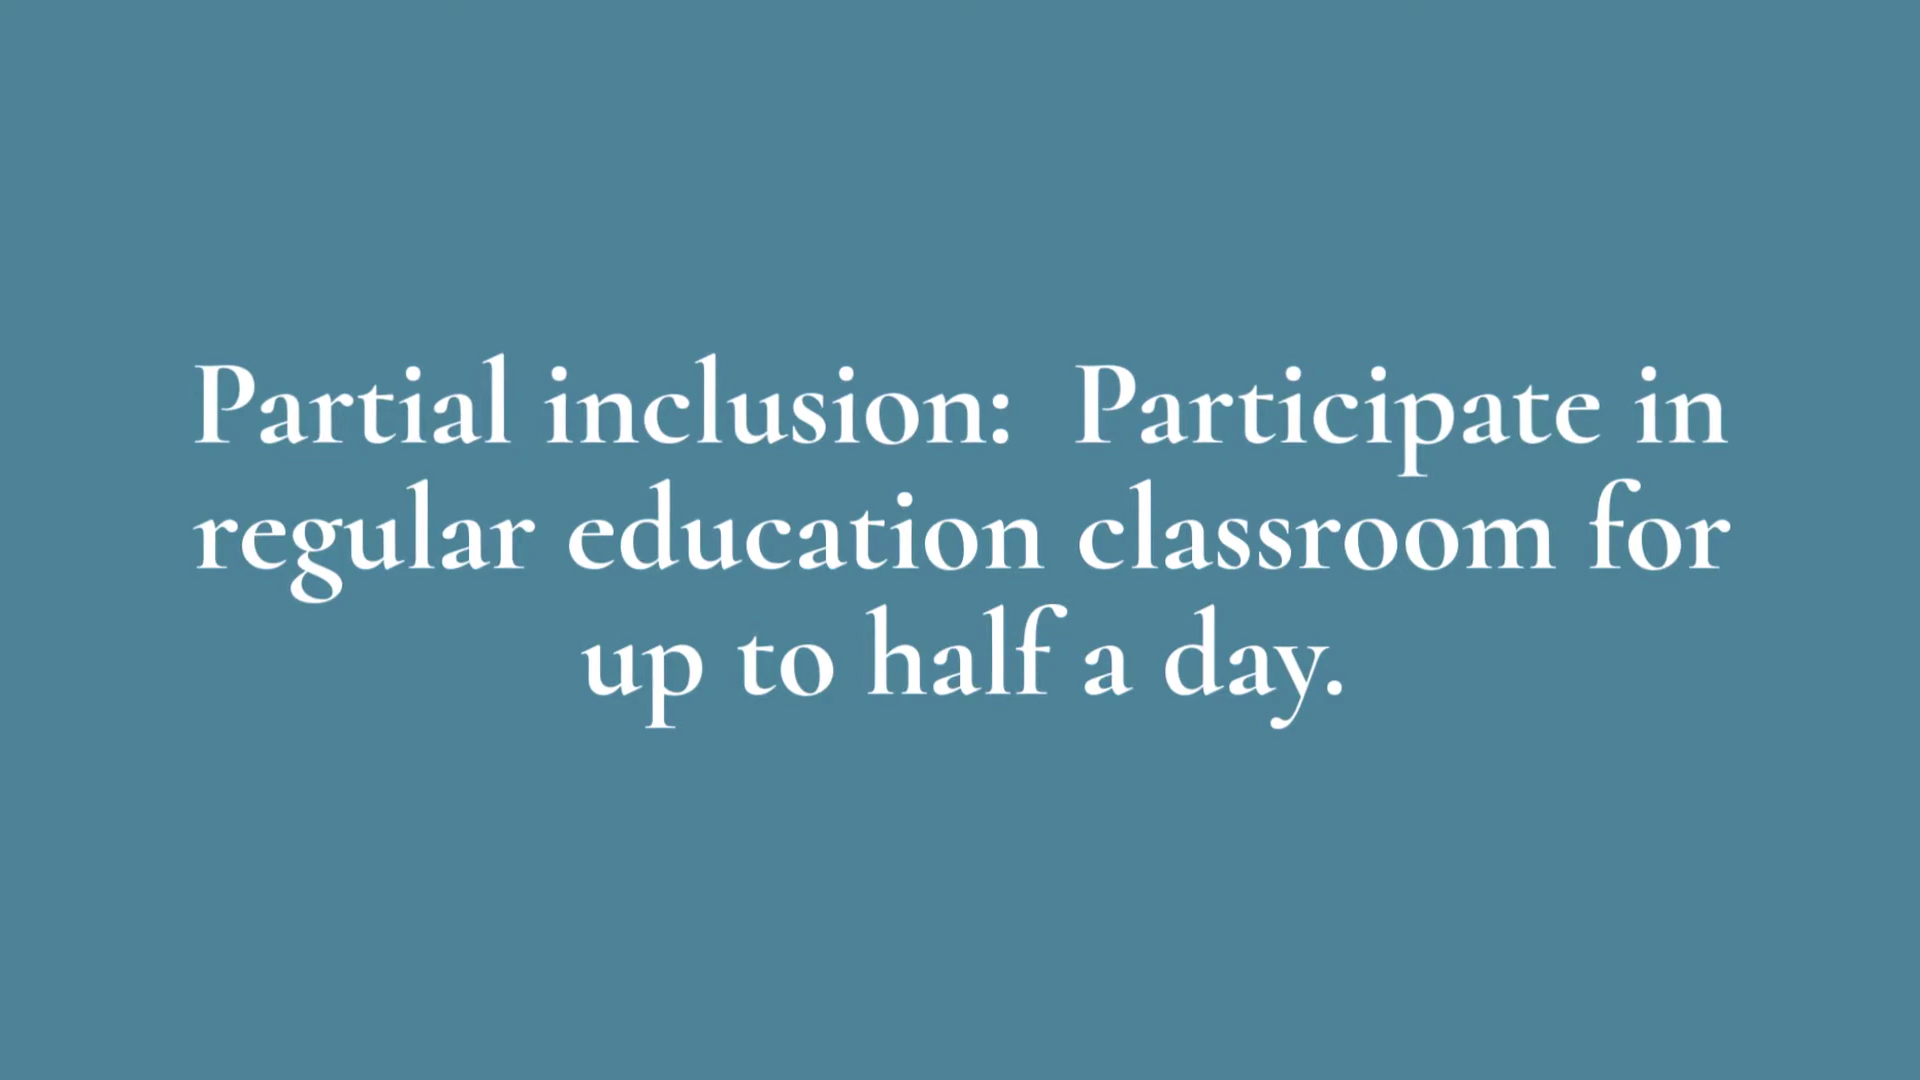 Partial inclusion:  Participate in
regular education classroom for
up to half a day.